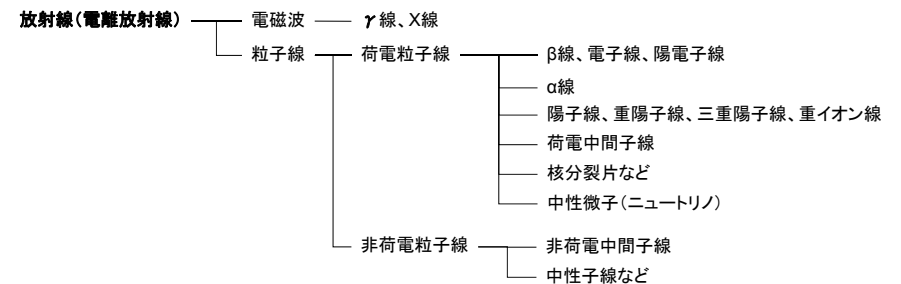 放射線（電離放射線） 電磁波 γ線、X線
粒子線 荷電粒子線 β線、電子線、陽電子線
α線
陽子線、重陽子線、三重陽子線、重イオン線
荷電中間子線
核分裂片など
中性微子（ニュートリノ）
非荷電粒子線 非荷電中間子線
中性子線など